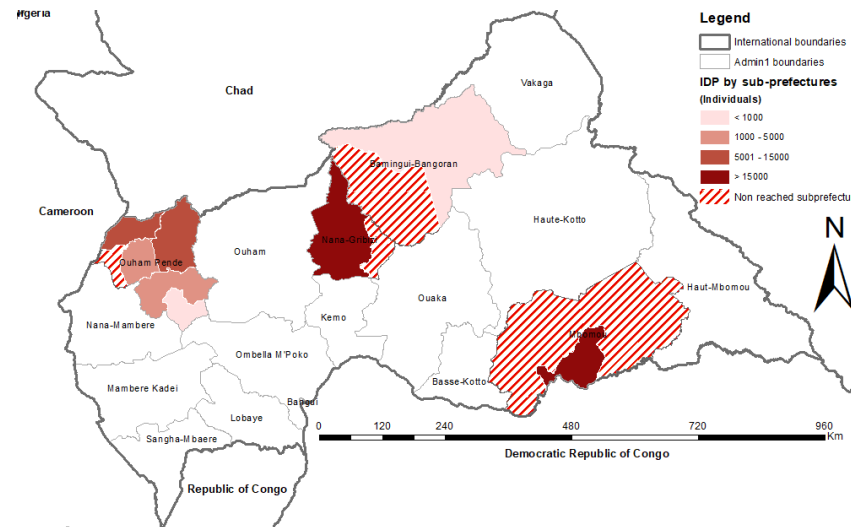 Legend
International boundaries
Admin1 boundaries
IDP by sub-prefectures
(Individuals)
< 1000
1000 - 5000
5001 - 15000
> 15000
Non reached subprefectu
Chad
Vakaga
Bamingui-Bangoran
Cameroon
Haute-Kotto
N
Nana-Gribizi
Ouham
Ouham Pende
Haut-Mbomou
Ouaka
Kemo
Nana-Mambere
Mbomou
Ombella M'Poko
Basse-Kotto
Mambere Kadei
Bangui
Lobaye
Sangha-Mbaere
0 120 240 480 720 960
Km
Democratic Republic of Congo
Republic of Congo